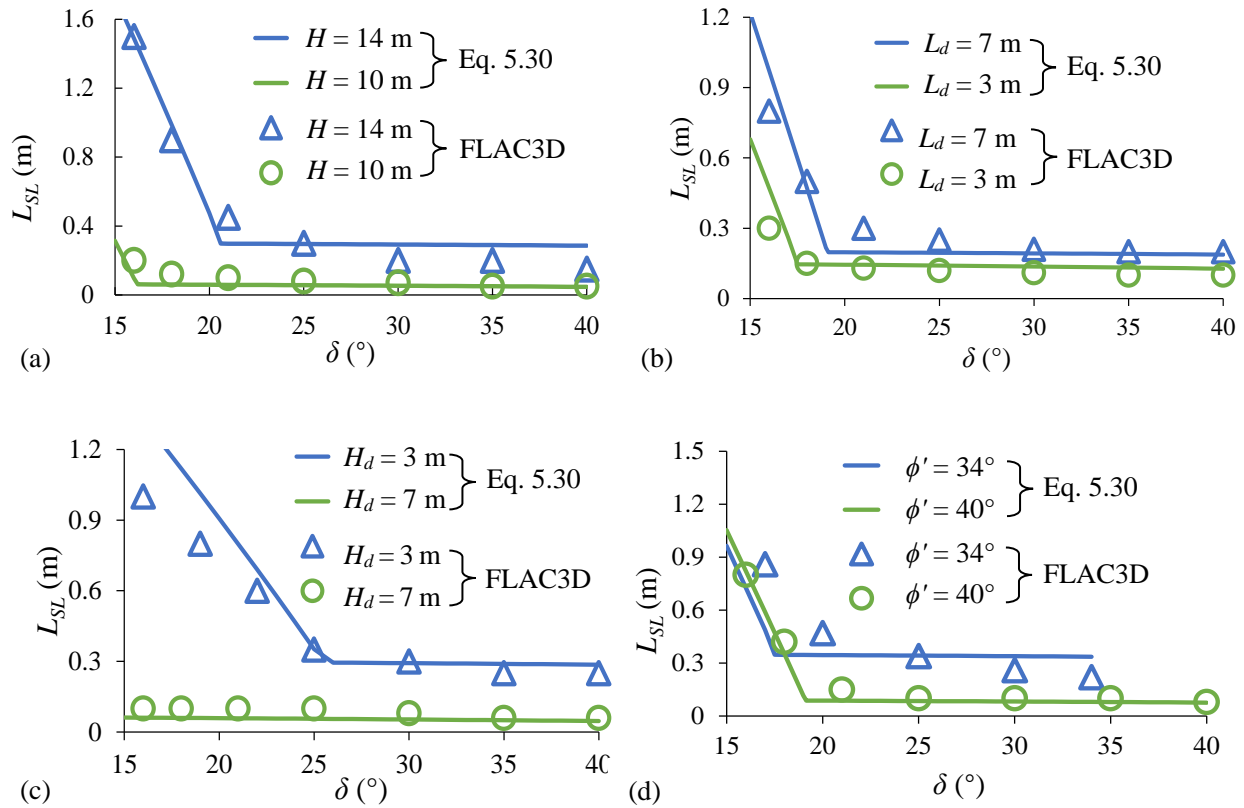 1.6
1.2
0.8
0.4
0
L_SL (m)
H = 14 m
H = 10 m
Eq. 5.30
H = 14 m
H = 10 m
FLAC3D
15 20 25 30 35 40
δ (°)
(a)
1.2
0.9
0.6
0.3
0
L_SL (m)
L_d = 7 m
L_d = 3 m
Eq. 5.30
L_d = 7 m
L_d = 3 m
FLAC3D
15 20 25 30 35 40
δ (°)
(b)
1.2
0.9
0.6
0.3
0
L_SL (m)
H_d = 3 m
H_d = 7 m
Eq. 5.30
H_d = 3 m
H_d = 7 m
FLAC3D
15 20 25 30 35 40
δ (°)
(c)
1.5
1.2
0.9
0.6
0.3
0
L_SL (m)
ϕ' = 34°
ϕ' = 40°
Eq. 5.30
ϕ' = 34°
ϕ' = 40°
FLAC3D
15 20 25 30 35 40
δ (°)
(d)